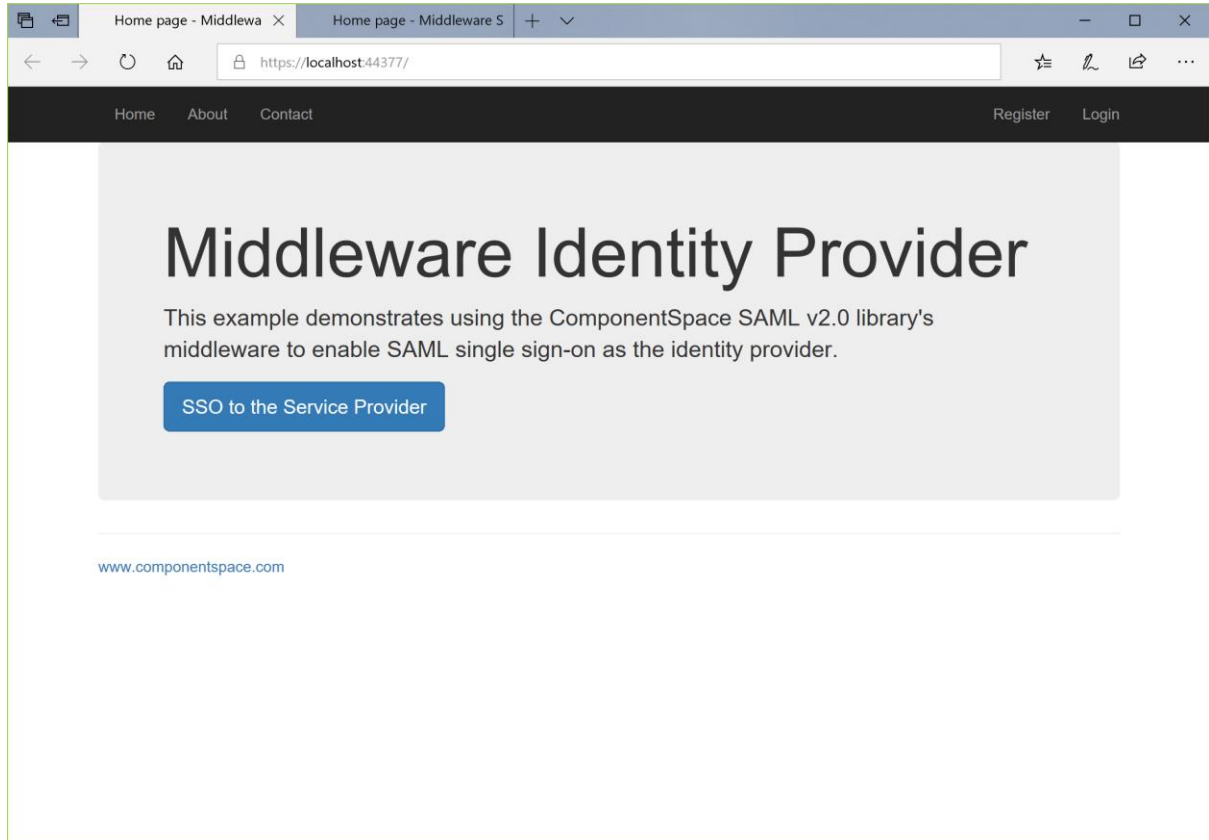 Home page - Middlewa
Home page - Middleware S
https://localhost:44377/
Home About Contact Register Login
Middleware Identity Provider
This example demonstrates using the ComponentSpace SAML v2.0 library's
middleware to enable SAML single sign-on as the identity provider.
SSO to the Service Provider
www.componentspace.com